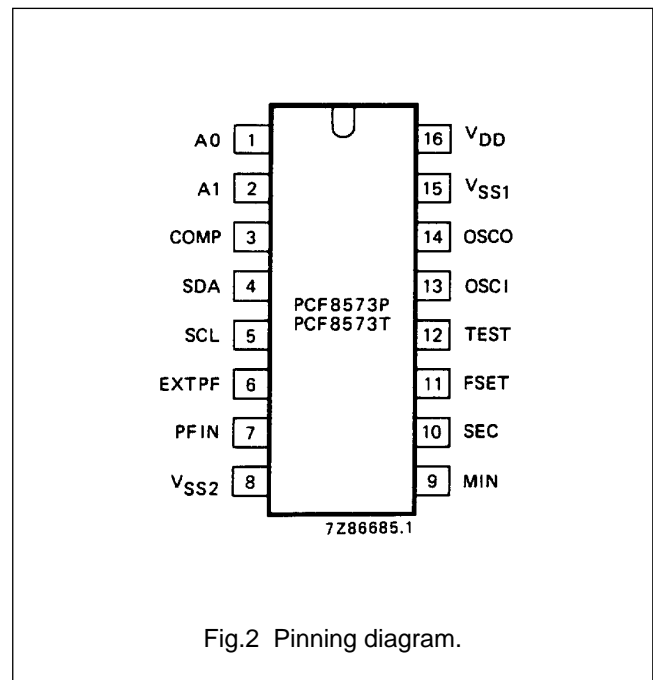 A0 1 16 VDD
A1 2 15 VSS1
COMP 3 14 OSCO
SDA 4 13 OSCI
PCF8573P
PCF8573T
SCL 5 12 TEST
EXTPF 6 11 FSET
PFIN 7 10 SEC
VSS2 8 9 MIN
7Z86685.1
Fig.2 Pinning diagram.